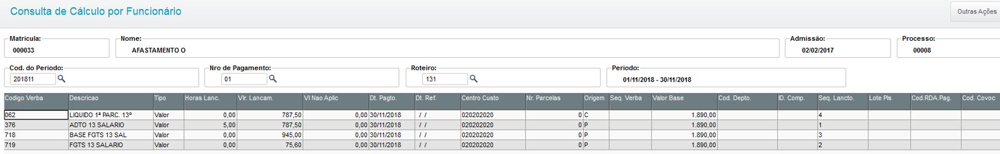 Consulta de Cálculo por Funcionário
Outras Ações
Matricula: Nome: Admissão: Processo:
000033 AFASTAMENTO O 02/02/2017 00008
Cod. do Periodo: Nro de Pagamento: Roteiro: Periodo:
201811 01 131 01/11/2018 - 30/11/2018
Codigo Verba Descricao Tipo Horas Lanc. Vlr. Lancam. Vl Nao Aplic Dt. Pagto. Dt. Ref. Centro Custo Nr. Parcelas Origem Seq. Verba Valor Base Cod. Depto. ID. Comp. Seq. Lancto. Lote Pls Cod.RDA.Pag. Cod. Covoc
062 LIQUIDO 1ª PARC. 13º Valor 0,00 787,50 0,00 30/11/2018 / / 020202020 0 C 1.890,00 4
376 ADTO 13 SALARIO Valor 5,00 787,50 0,00 30/11/2018 / / 020202020 0 P 1.890,00 1
718 BASE FGTS 13 SAL Valor 0,00 945,00 0,00 30/11/2018 / / 020202020 0 P 1.890,00 3
719 FGTS 13 SALARIO Valor 0,00 75,60 0,00 30/11/2018 / / 020202020 0 P 1.890,00 2